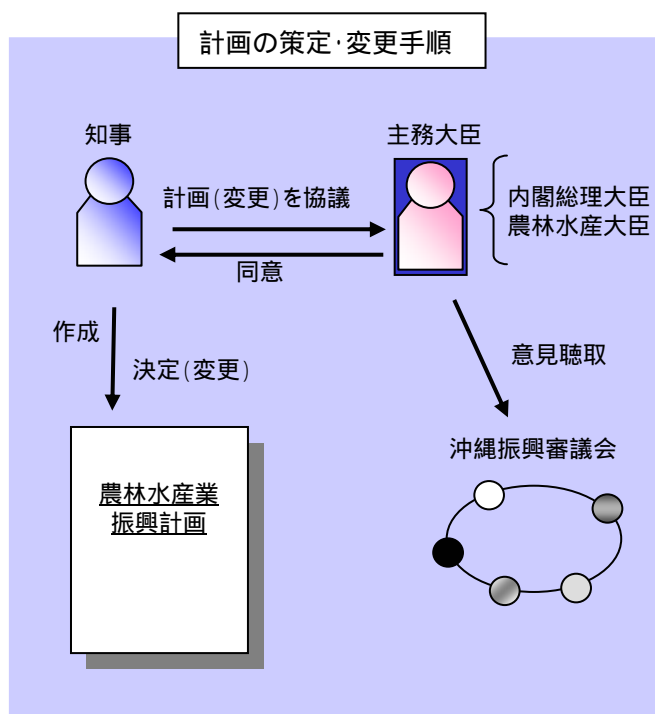 計画の策定･変更手順
知事
主務大臣
計画(変更)を協議
内閣総理大臣
農林水産大臣
同意
作成
決定(変更)
意見聴取
沖縄振興審議会
農林水産業
振興計画